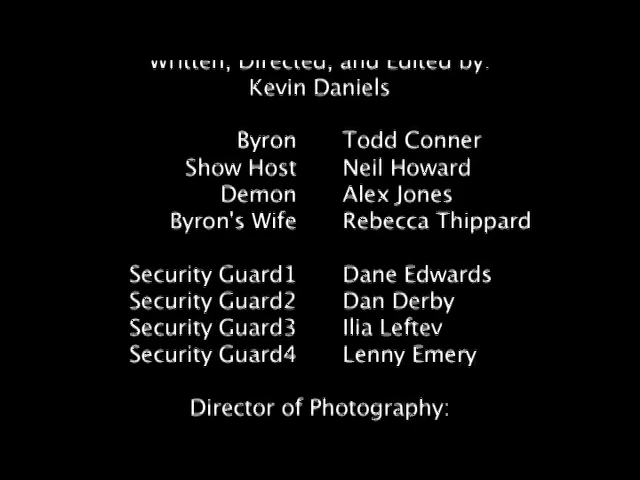 Written, Directed, and Edited by:
Kevin Daniels
Byron Todd Conner
Show Host Neil Howard
Demon Alex Jones
Byron's Wife Rebecca Thippard
Security Guard1 Dane Edwards
Security Guard2 Dan Derby
Security Guard3 Ilia Leftev
Security Guard4 Lenny Emery
Director of Photography: